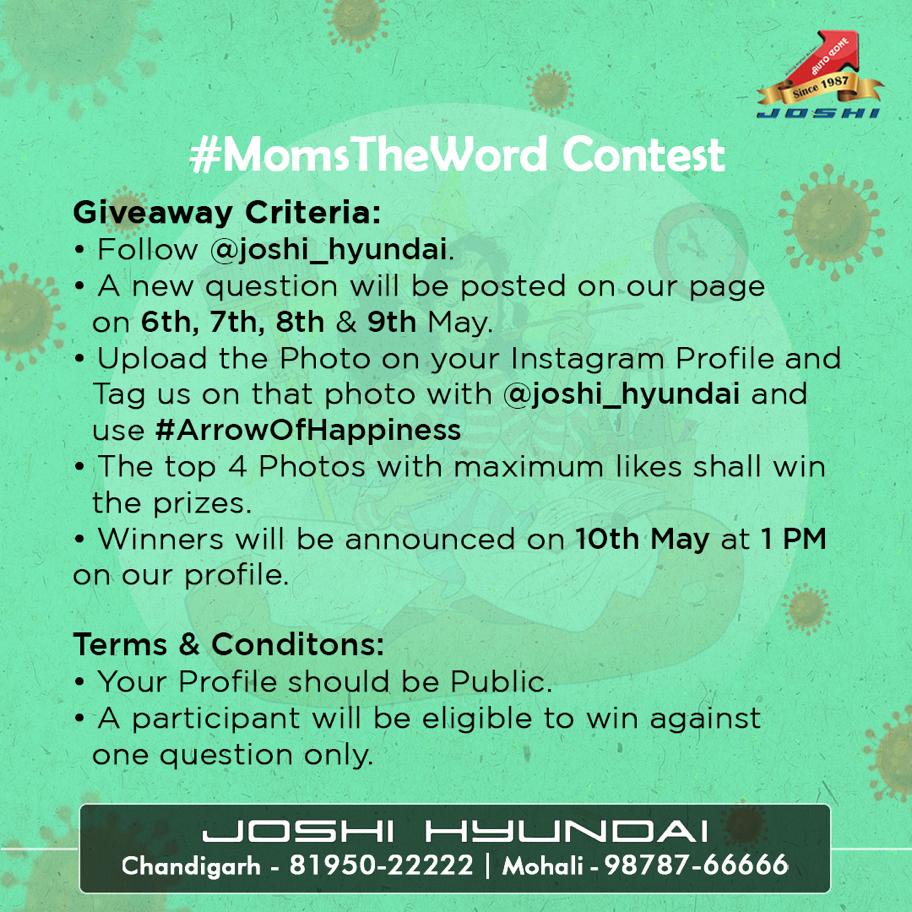 AUTO ZONE
Since 1987
JOSHI
#MomsTheWord Contest
Giveaway Criteria:
• Follow @joshi_hyundai.
• A new question will be posted on our page
on 6th, 7th, 8th & 9th May.
• Upload the Photo on your Instagram Profile and
Tag us on that photo with @joshi_hyundai and
use #ArrowOfHappiness
• The top 4 Photos with maximum likes shall win
the prizes.
• Winners will be announced on 10th May at 1 PM
on our profile.
Terms & Conditons:
• Your Profile should be Public.
• A participant will be eligible to win against
one question only.
JOSHI HYUNDAI
Chandigarh - 81950-22222 | Mohali - 98787-66666